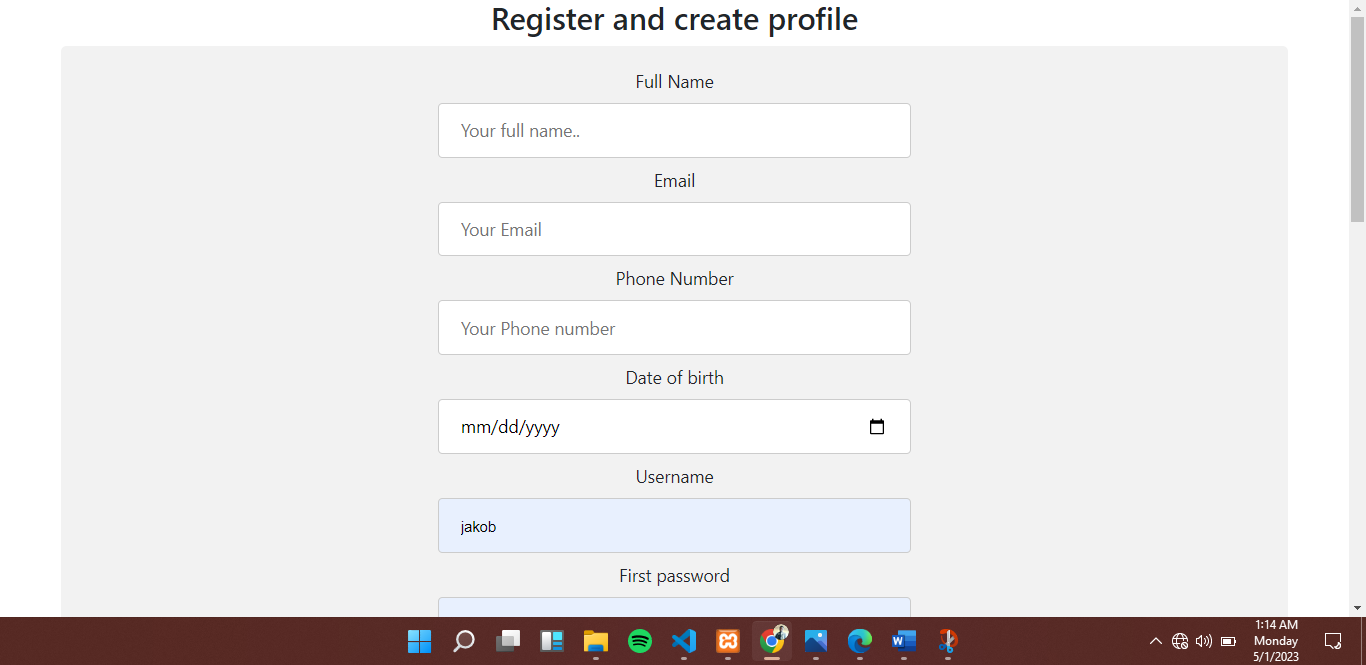 Register and create profile
Full Name
Your full name..
Email
Your Email
Phone Number
Your Phone number
Date of birth
mm/dd/yyyy
Username
jakob
First password
1:14 AM
Monday
5/1/2023